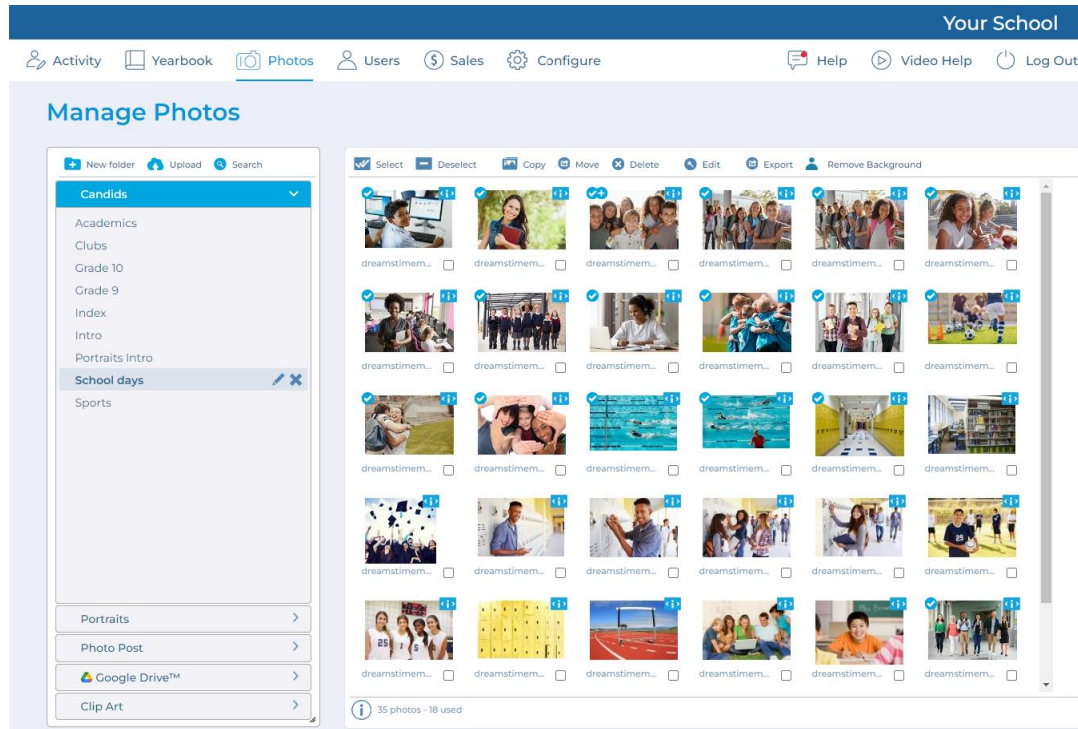 Your School
Activity Yearbook Photos Users Sales Configure Help Video Help Log Out
Manage Photos
New folder Upload Search
Select Deselect Copy Move Delete Edit Export Remove Background
Candids
Academics
Clubs
Grade 10
Grade 9
Index
Intro
Portraits Intro
School days
Sports
Portraits
Photo Post
Google Drive™
Clip Art
dreamstimem... dreamstimem... dreamstimem... dreamstimem... dreamstimem... dreamstimem...
dreamstimem... dreamstimem... dreamstimem... dreamstimem... dreamstimem... dreamstimem...
dreamstimem... dreamstimem... dreamstimem... dreamstimem... dreamstimem... dreamstimem...
25
dreamstimem... dreamstimem... dreamstimem... dreamstimem... dreamstimem... dreamstimem...
25 1 5
dreamstimem... dreamstimem... dreamstimem... dreamstimem... dreamstimem... dreamstimem...
35 photos - 18 used